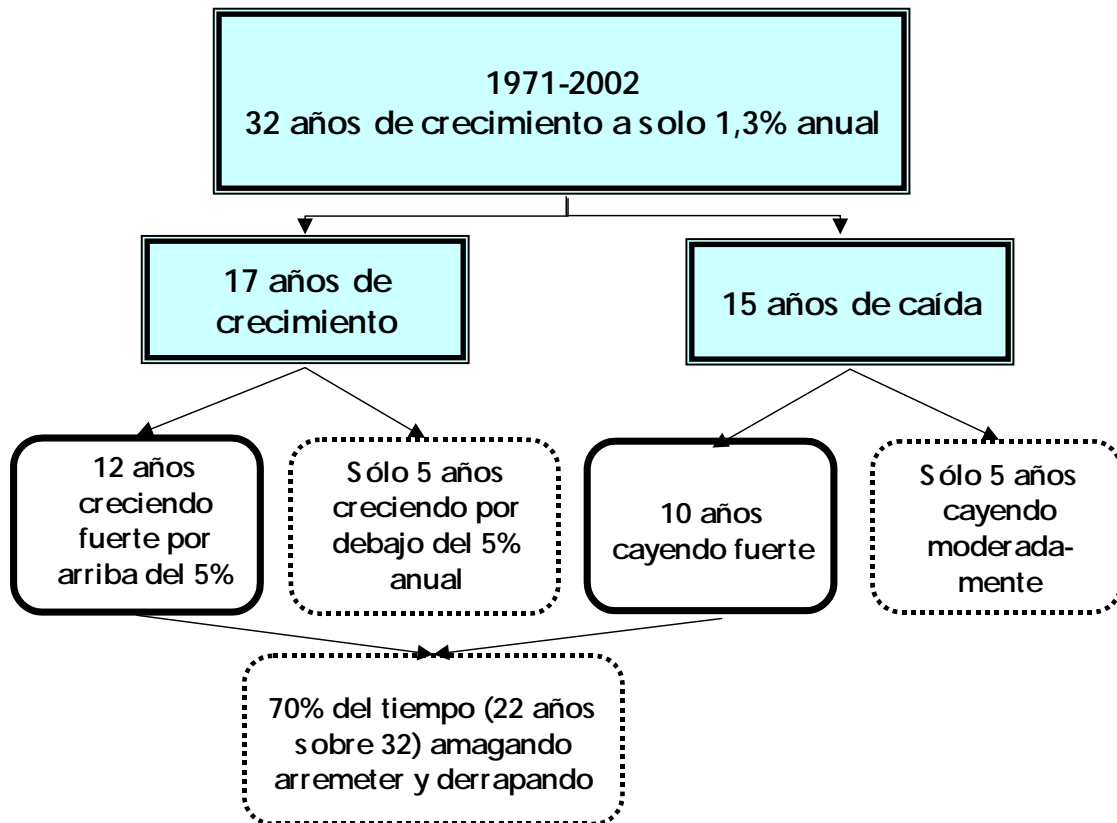 1971-2002
32 años de crecimiento a solo 1,3% anual
17 años de
crecimiento
15 años de caída
12 años
creciendo
fuerte por
arriba del 5%
Sólo 5 años
creciendo por
debajo del 5%
anual
10 años
cayendo fuerte
Sólo 5 años
cayendo
moderada-
mente
70% del tiempo (22 años
sobre 32) amagando
arremeter y derrapando